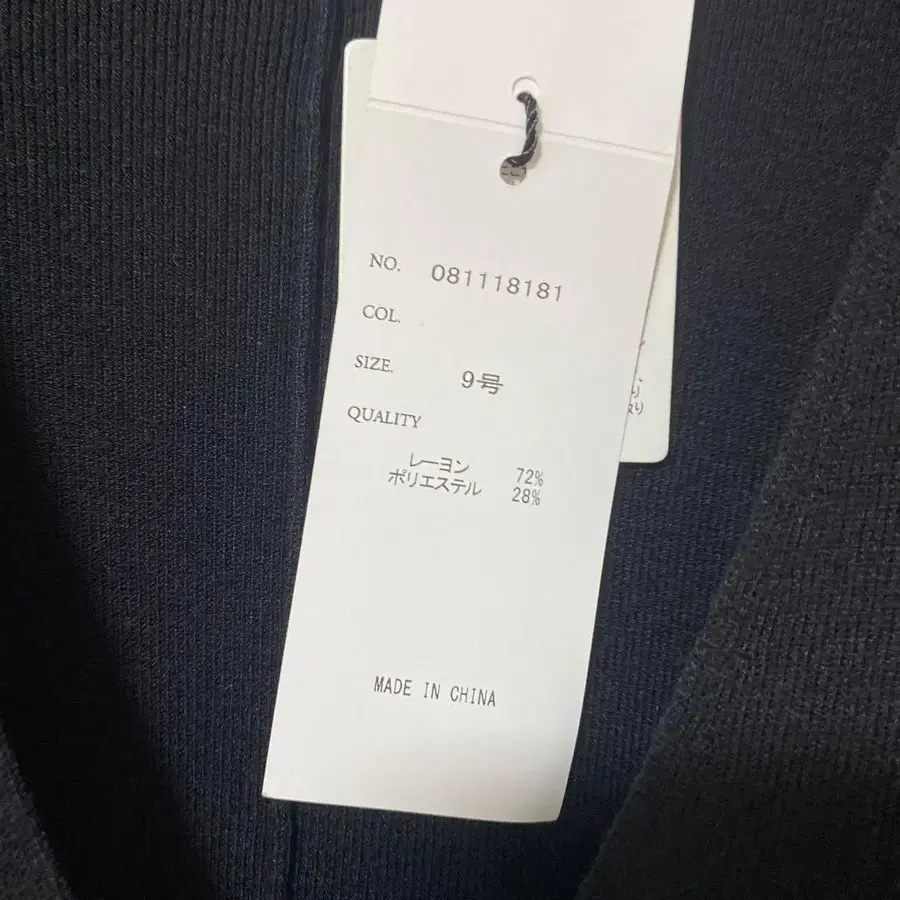 NO. 081118181
COL.
SIZE. 9号
QUALITY
レーヨン 72%
ポリエステル 28%
MADE IN CHINA